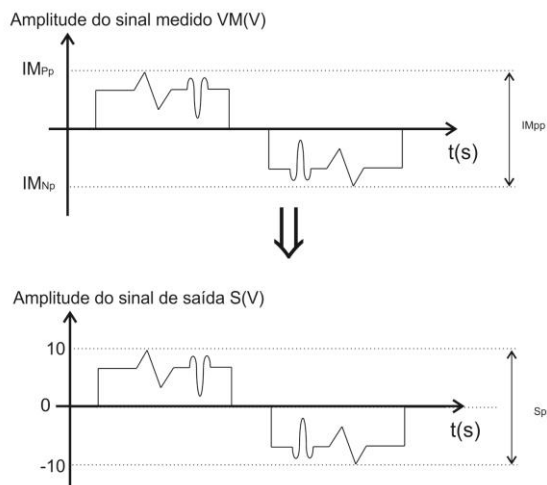 Amplitude do sinal medido VM(V)
IMPp
IMpp
t(s)
IMNp
Amplitude do sinal de saída S(V)
10
0
Sp
t(s)
-10